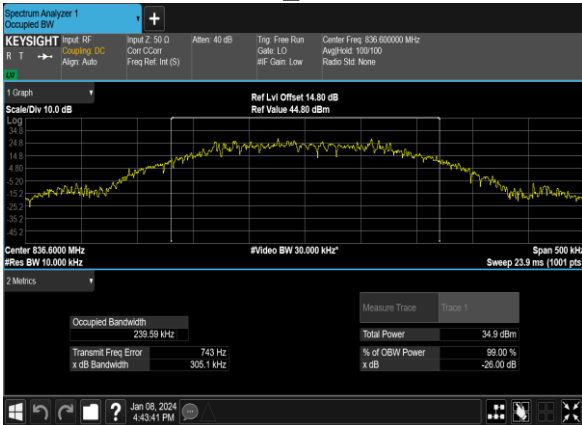 Spectrum Analyzer 1
Occupied BW
KEYSIGHT Input: RF Input Z: 50 Ω Atten: 40 dB Trig: Free Run Center Freq: 836.600000 MHz
R T Coupling: DC Corr CCorr Gate: LO Avg|Hold: 100/100
Align: Auto Freq Ref: Int (S) #IF Gain: Low Radio Std: None
LU
1 Graph
Ref Lvl Offset 14.80 dB
Scale/Div 10.0 dB Ref Value 44.80 dBm
Log
34.8
24.8
14.8
4.80
-5.20
-15.2
-25.2
-35.2
-45.2
Center 836.6000 MHz #Video BW 30.000 kHz* Span 500 kHz
#Res BW 10.000 kHz Sweep 23.9 ms (1001 pts
2 Metrics
Measure Trace Trace 1
Occupied Bandwidth
239.59 kHz Total Power 34.9 dBm
Transmit Freq Error 743 Hz % of OBW Power 99.00 %
x dB Bandwidth 305.1 kHz x dB -26.00 dB
Jan 08, 2024
4:43:41 PM